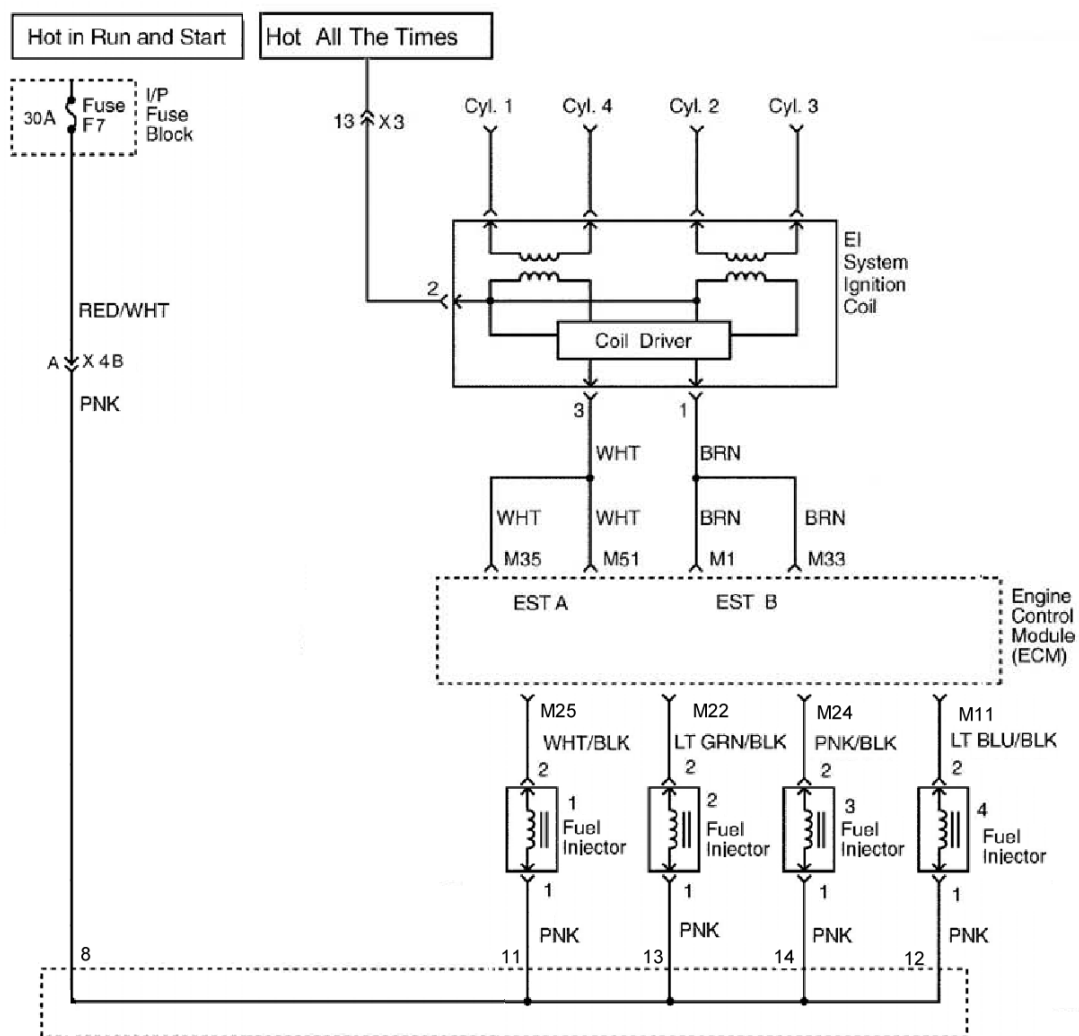 Hot in Run and Start
Hot All The Times
30A
Fuse
F7
I/P
Fuse
Block
13
X3
Cyl. 1
Cyl. 4
Cyl. 2
Cyl. 3
EI
System
Ignition
Coil
2
Coil Driver
RED/WHT
A
X 4B
PNK
3
1
WHT
BRN
WHT
WHT
BRN
BRN
M35
M51
M1
M33
EST A
EST B
Engine
Control
Module
(ECM)
M25
M22
M24
M11
WHT/BLK
LT GRN/BLK
PNK/BLK
LT BLU/BLK
2
2
2
2
1
Fuel
Injector
2
Fuel
Injector
3
Fuel
Injector
4
Fuel
Injector
1
1
1
1
PNK
PNK
PNK
PNK
8
11
13
14
12